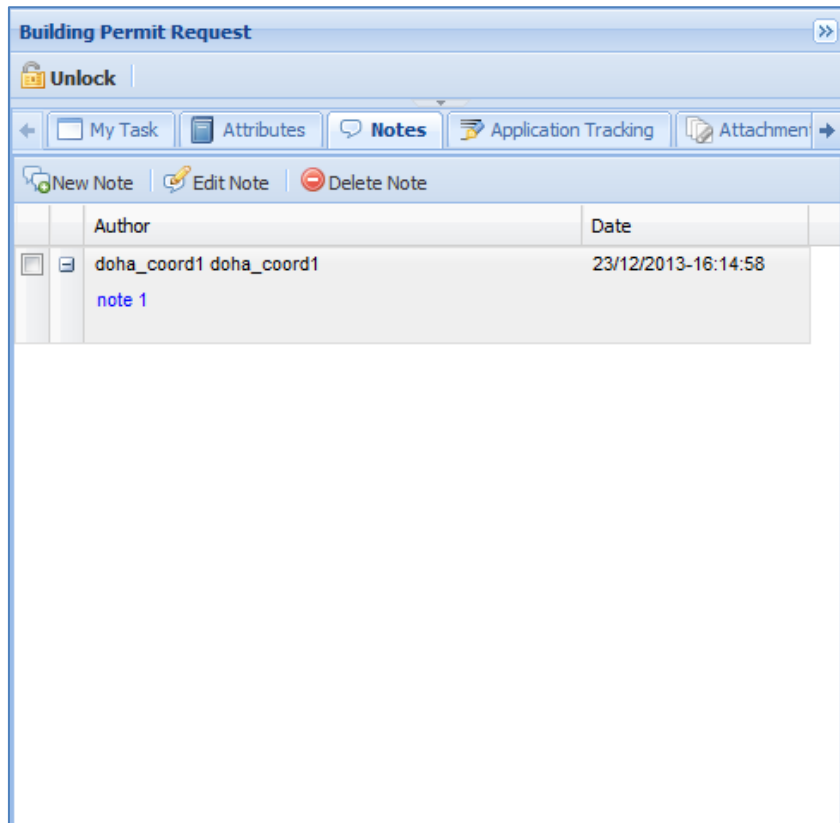 Building Permit Request
Unlock
My Task Attributes Notes Application Tracking Attachmen
New Note Edit Note Delete Note
Author Date
doha_coord1 doha_coord1 23/12/2013-16:14:58
note 1